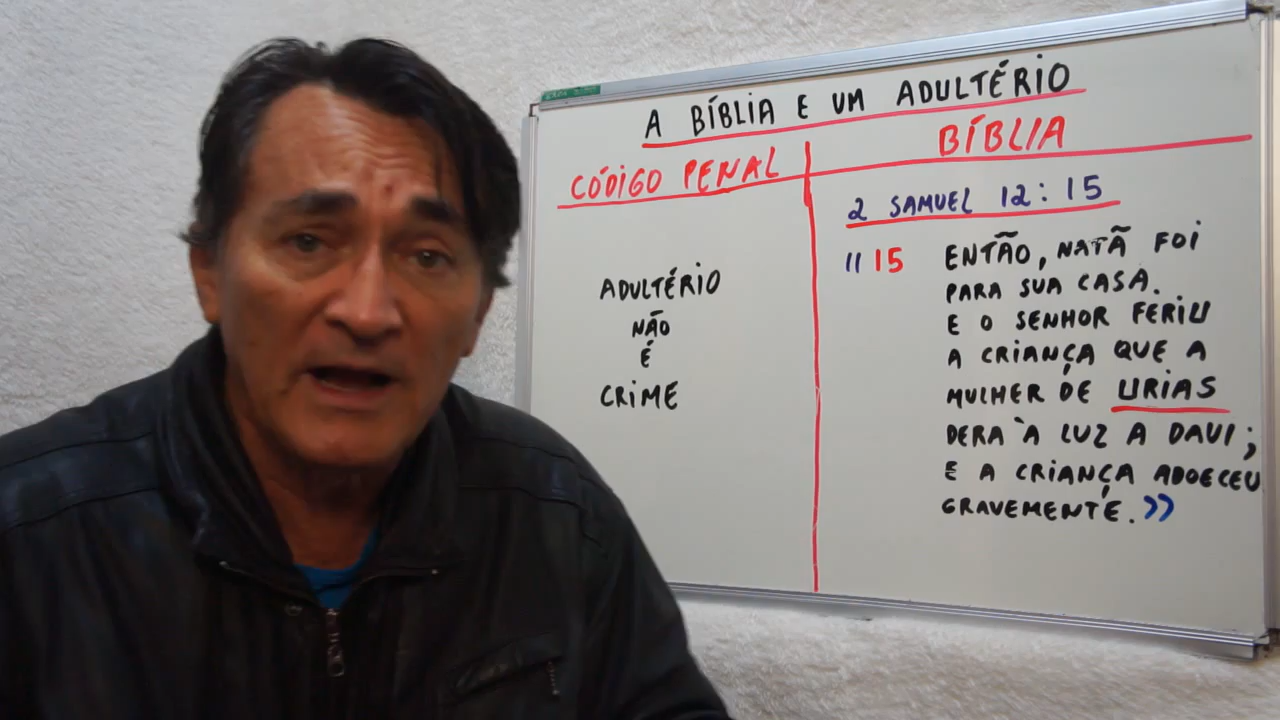 A BÍBLIA E UM ADULTÉRIO
CÓDIGO PENAL
ADULTÉRIO
NÃO
É
CRIME
BÍBLIA
2 SAMUEL 12:15
"15 ENTÃO, NATÃ FOI
PARA SUA CASA.
E O SENHOR FERIU
A CRIANÇA QUE A
MULHER DE URIAS
DERA À LUZ A DAVI;
E A CRIANÇA ADOECEU
GRAVEMENTE."